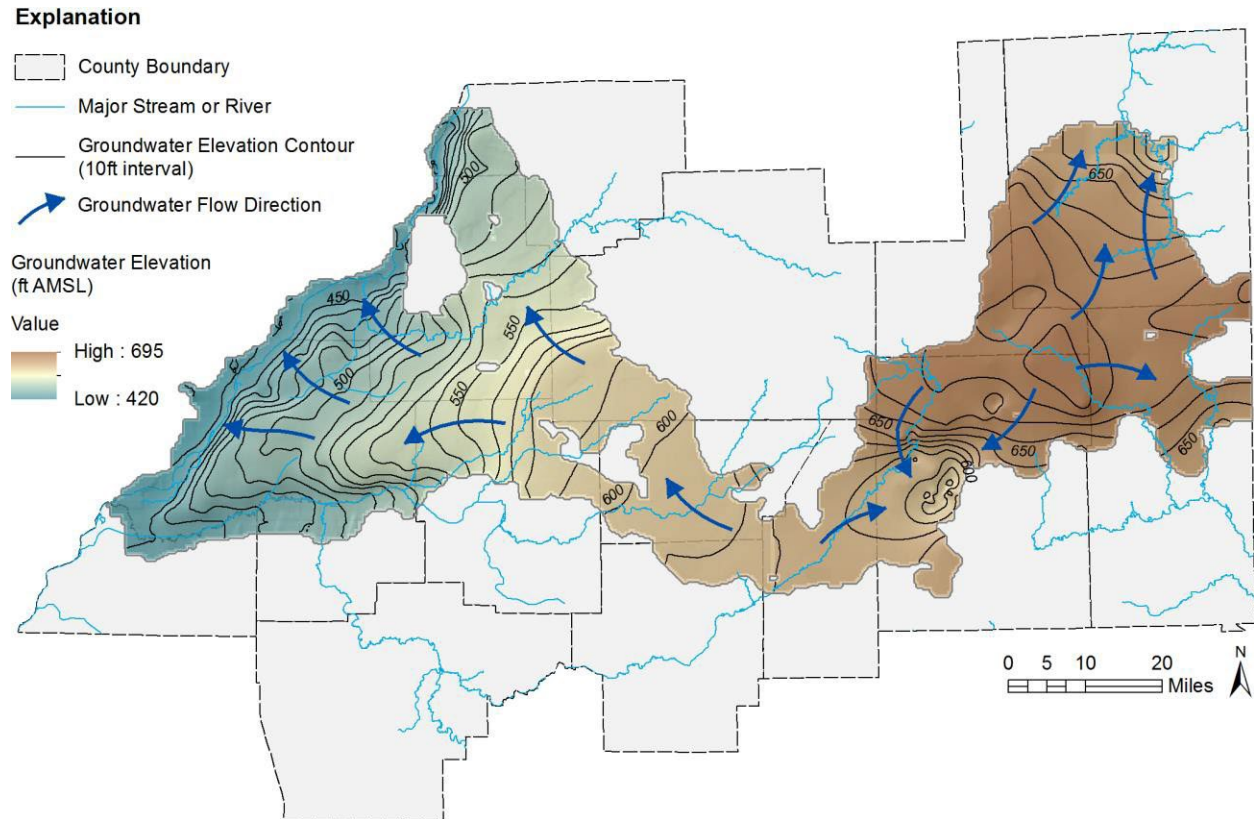 Explanation
County Boundary
Major Stream or River
Groundwater Elevation Contour
(10ft interval)
Groundwater Flow Direction
Groundwater Elevation
(ft AMSL)
Value
High : 695
Low : 420
500
450
500
550
550
600
600
650
600
650
650
650
N
0 5 10 20
Miles